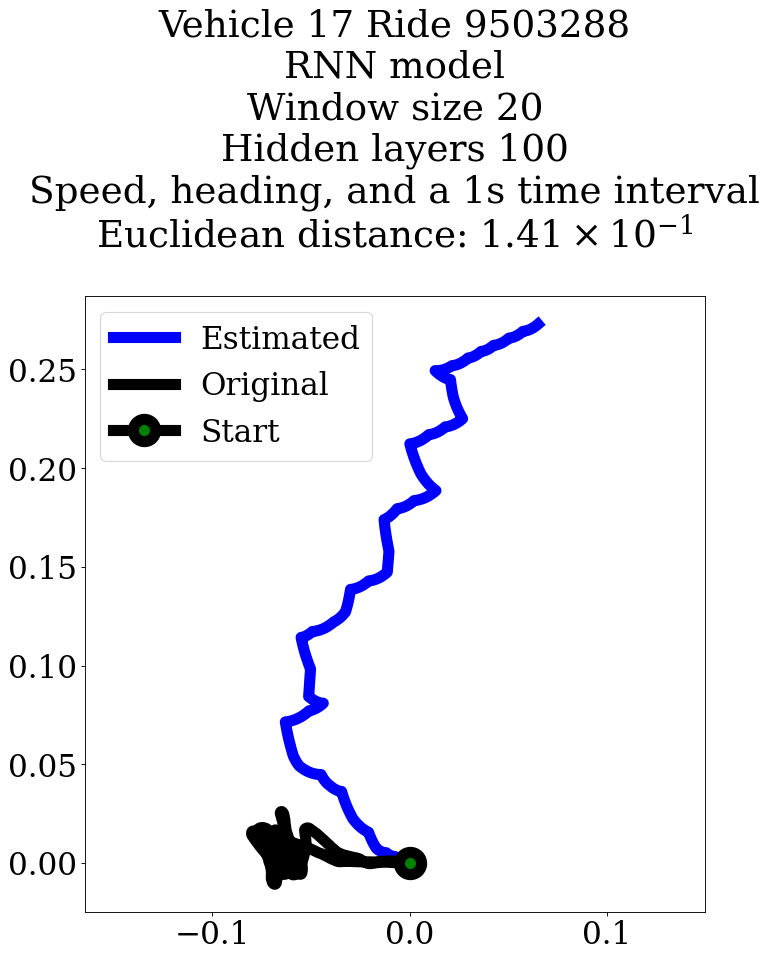 Vehicle 17 Ride 9503288
RNN model
Window size 20
Hidden layers 100
Speed, heading, and a 1s time interval
Euclidean distance: 1.41 × 10⁻¹
Estimated
Original
Start
0.25
0.20
0.15
0.10
0.05
0.00
−0.1
0.0
0.1